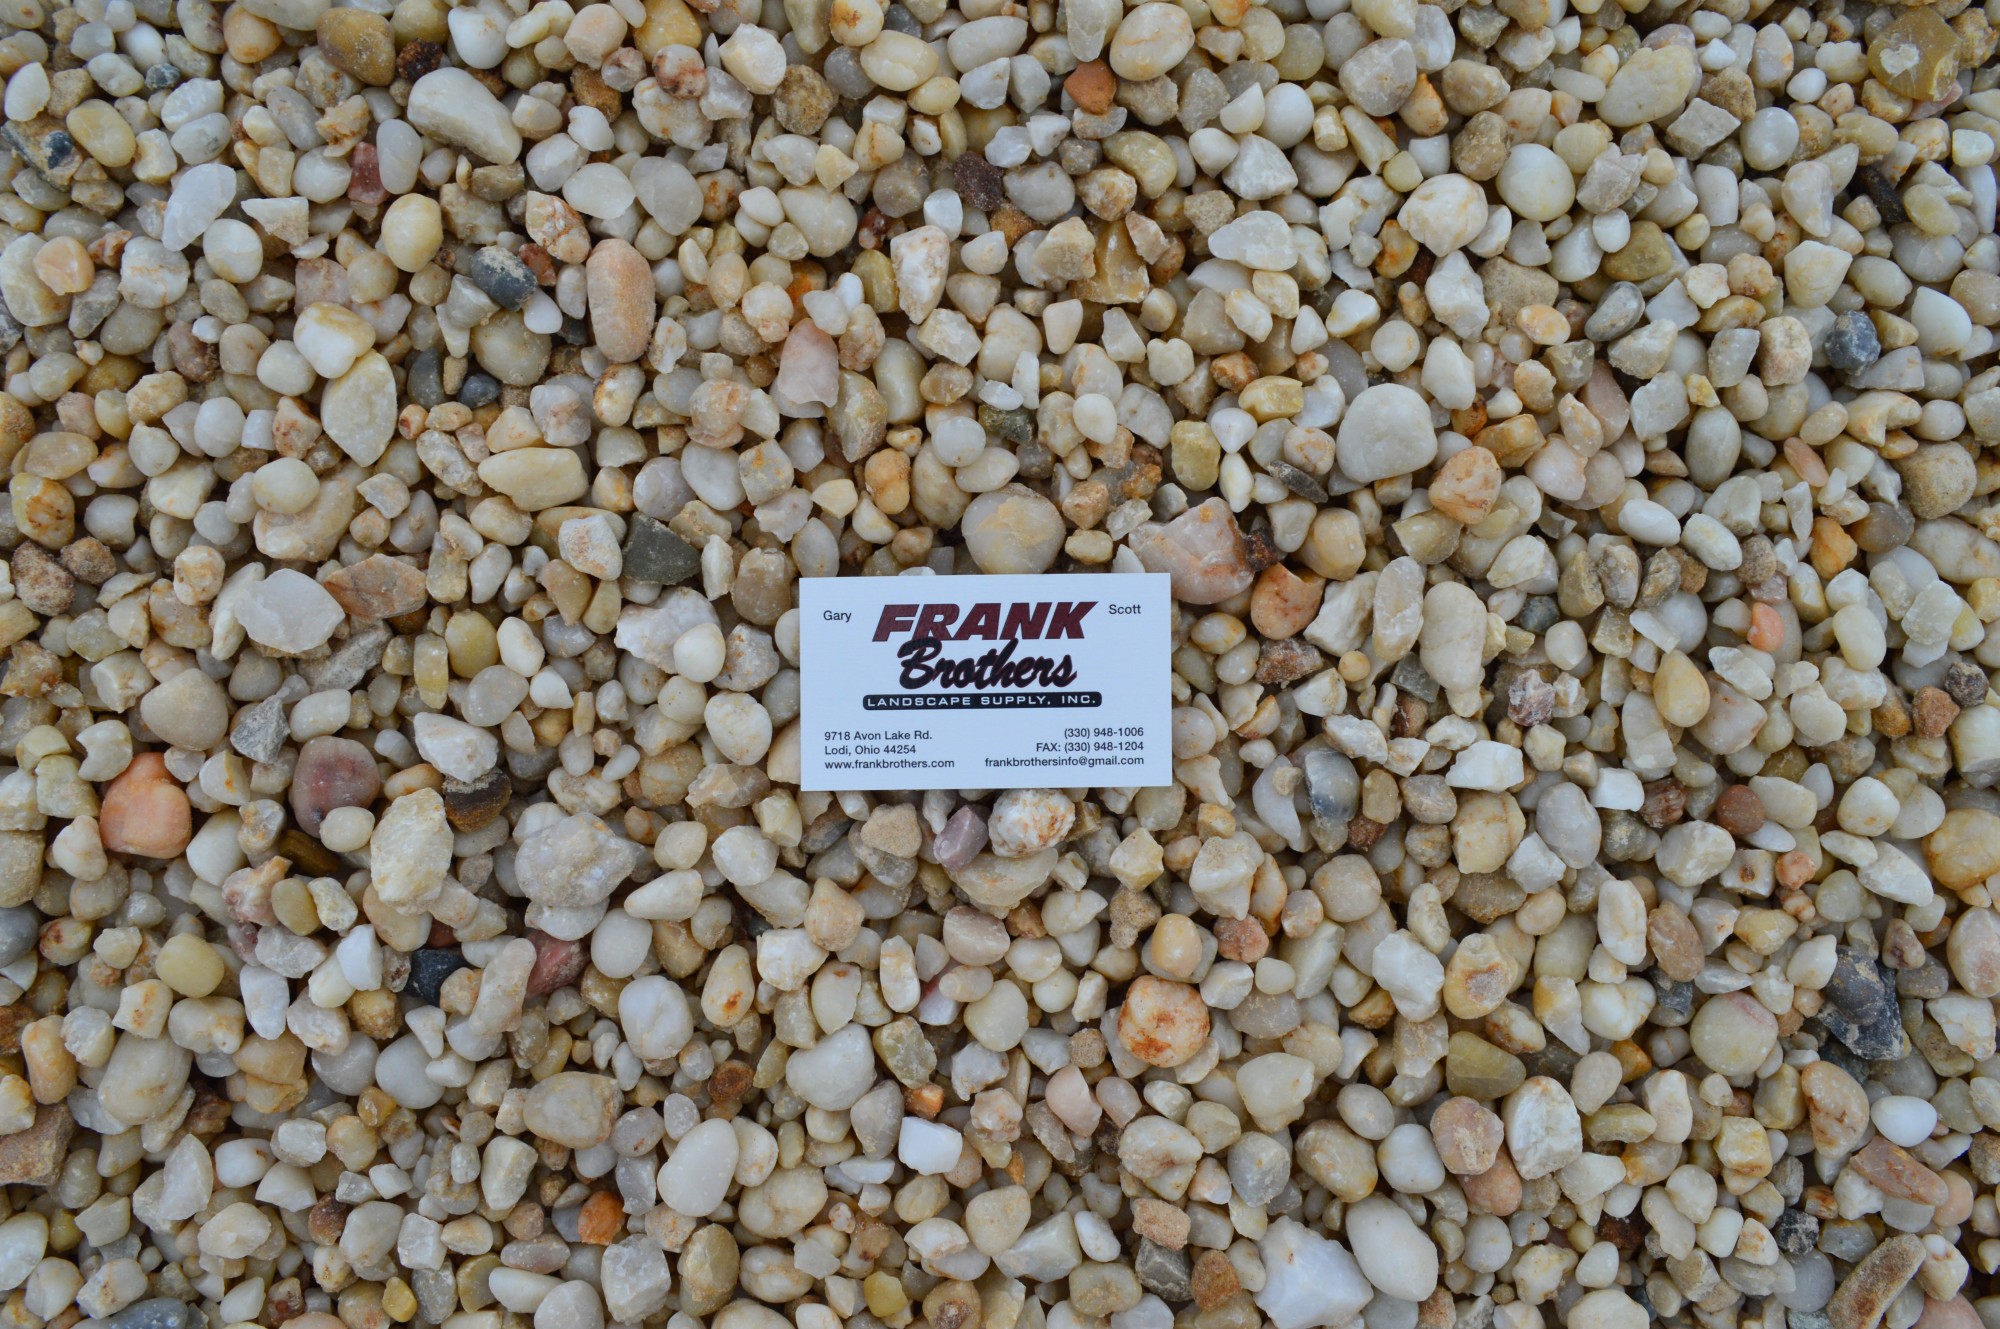 Gary
Scott
FRANK
Brothers
LANDSCAPE SUPPLY, INC.
9718 Avon Lake Rd.
Lodi, Ohio 44254
www.frankbrothers.com
(330) 948-1006
FAX: (330) 948-1204
frankbrothersinfo@gmail.com